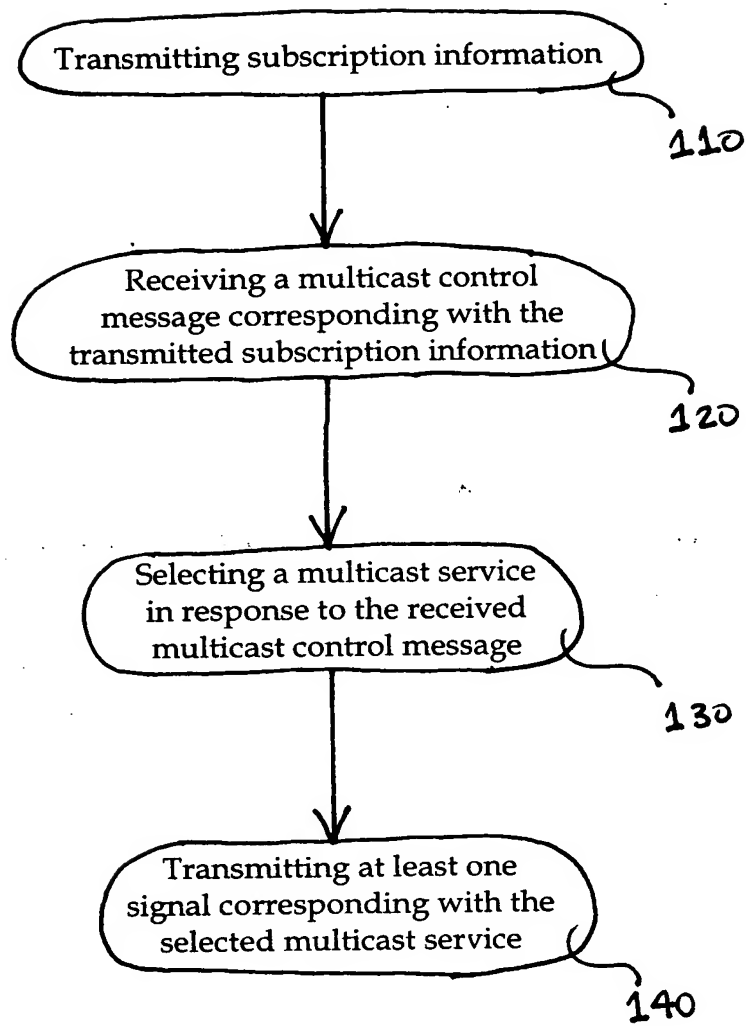 Transmitting subscription information
110
Receiving a multicast control
message corresponding with the
transmitted subscription information
120
Selecting a multicast service
in response to the received
multicast control message
130
Transmitting at least one
signal corresponding with the
selected multicast service
140